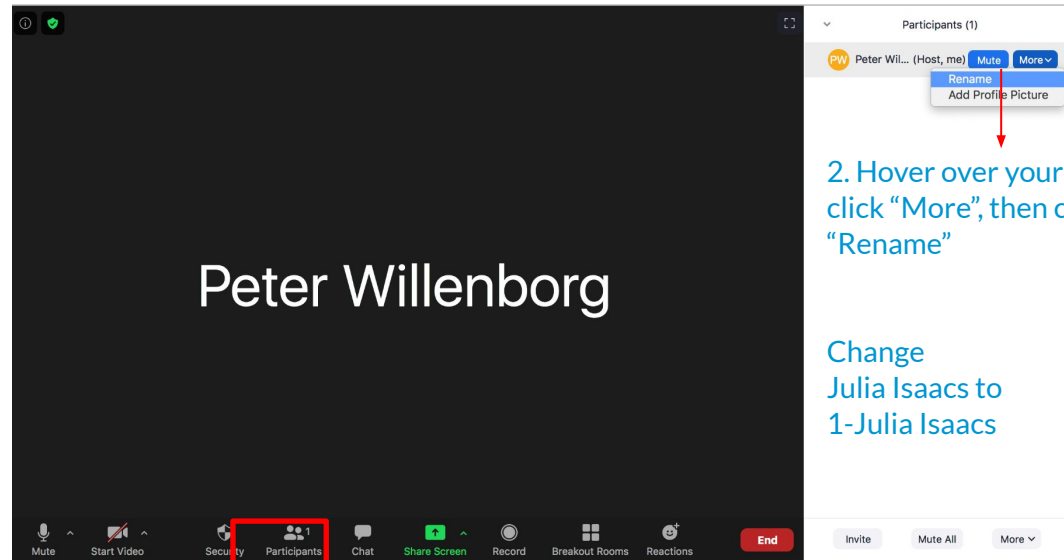 Participants (1)
PW Peter Wil... (Host, me) Mute More
Rename
Add Profile Picture
2. Hover over your
click “More”, then
“Rename”
Peter Willenborg
Change
Julia Isaacs to
1-Julia Isaacs
Mute
Start Video
Security
1
Participants
Chat
Share Screen
Record
Breakout Rooms
Reactions
End
Invite
Mute All
More